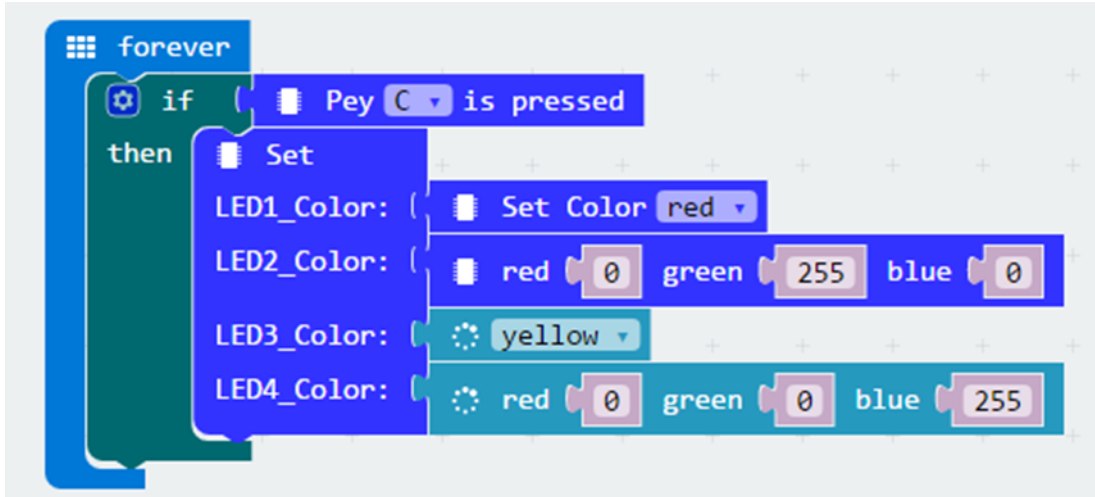 forever
if Pey C is pressed
then Set
LED1_Color: Set Color red
LED2_Color: red 0 green 255 blue 0
LED3_Color: yellow
LED4_Color: red 0 green 0 blue 255